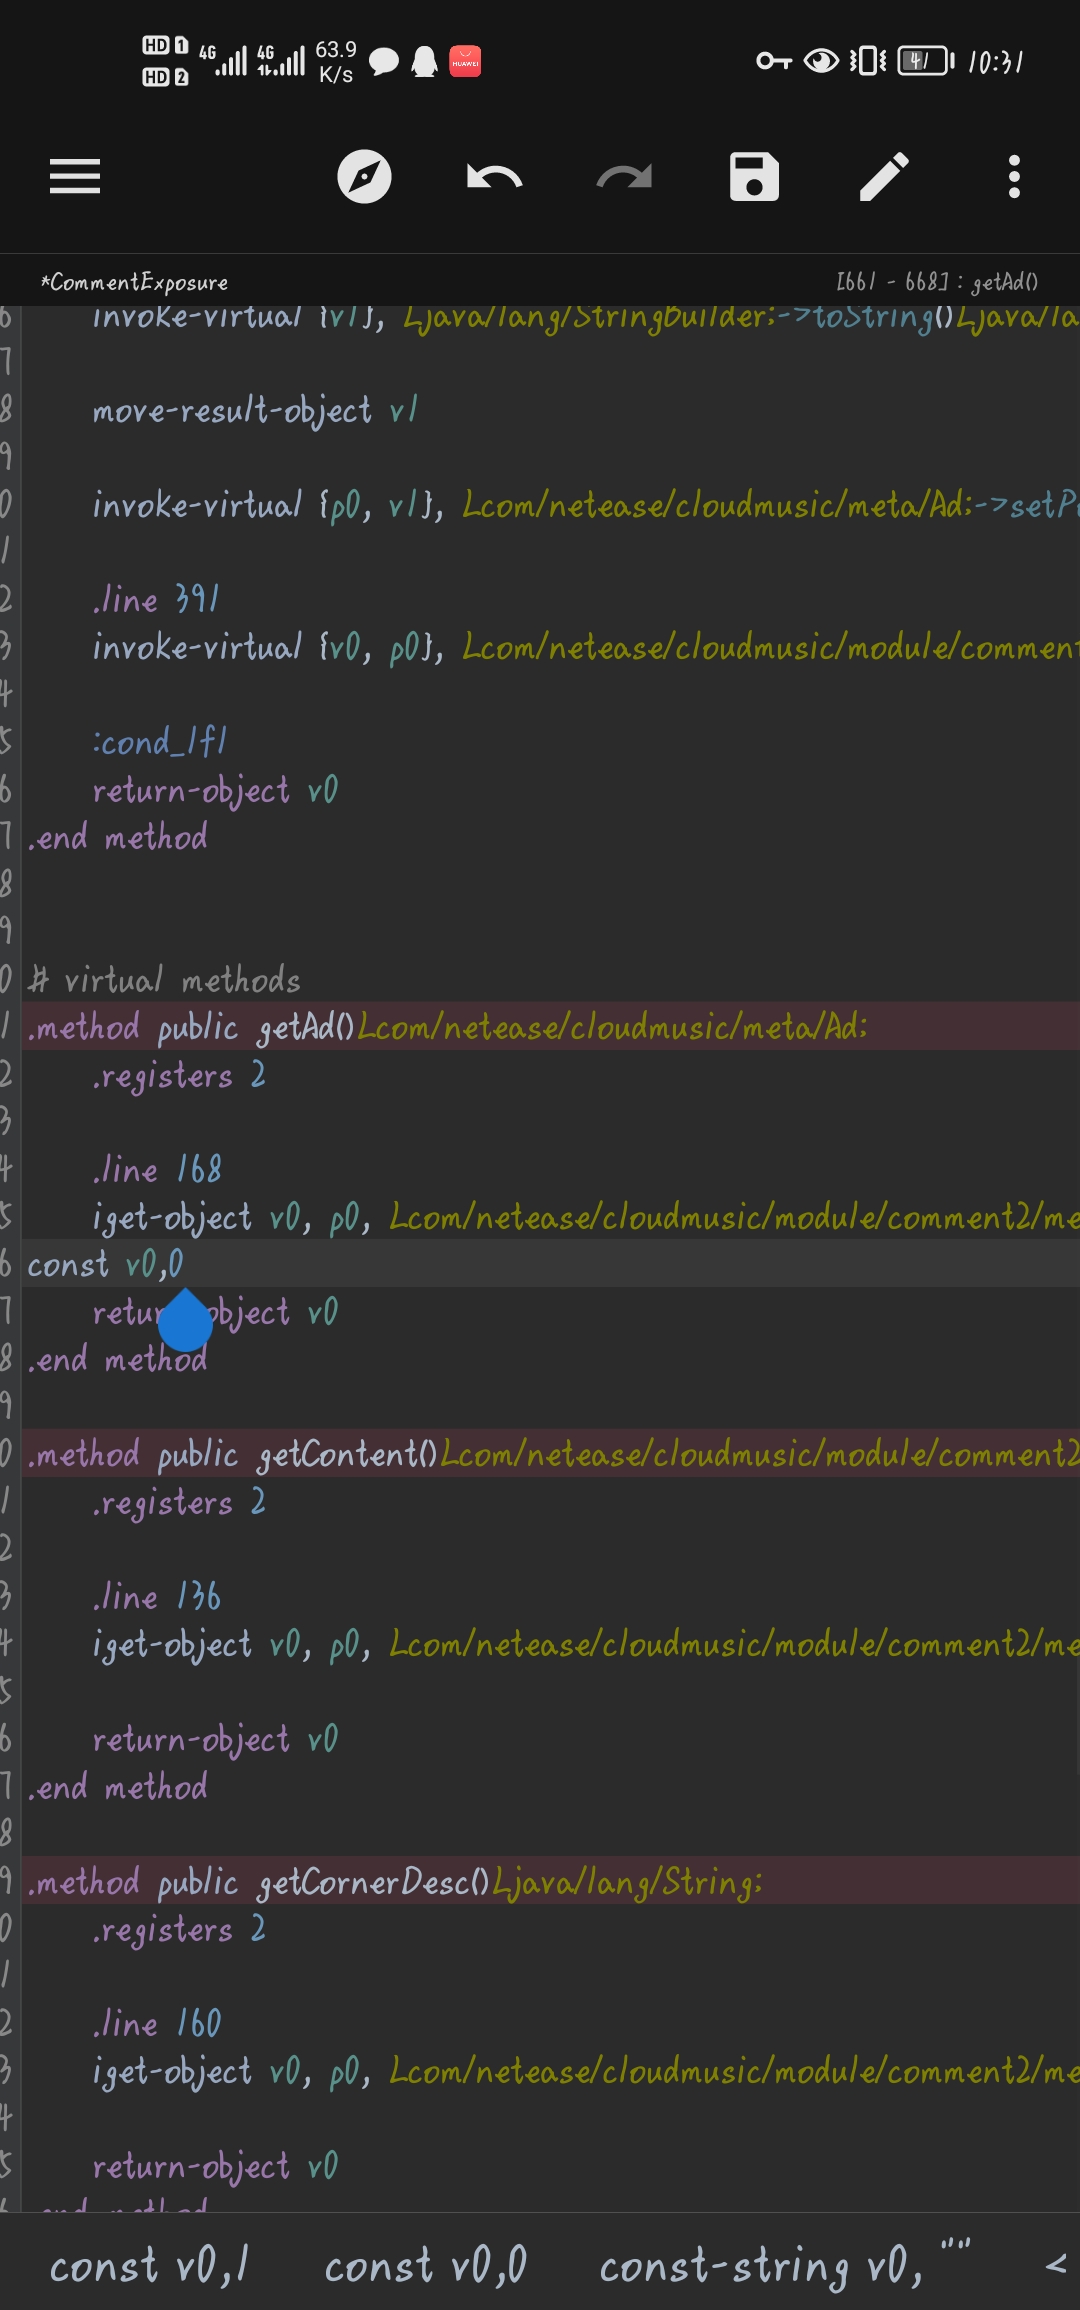 HD 1 4G 4G 63.9 K/s HUAWEI 41 10:31
HD 2
*CommentExposure [661 - 668] : getAd()
6 invoke-virtual {v1}, Ljava/lang/StringBuilder;->toString()Ljava/la
7
8 move-result-object v1
9
0 invoke-virtual {p0, v1}, Lcom/netease/cloudmusic/meta/Ad;->setP
1
2 .line 391
3 invoke-virtual {v0, p0}, Lcom/netease/cloudmusic/module/comment
4
5 :cond_1f1
6 return-object v0
7 .end method
8
9
0 # virtual methods
1 .method public getAd()Lcom/netease/cloudmusic/meta/Ad;
2 .registers 2
3
4 .line 168
5 iget-object v0, p0, Lcom/netease/cloudmusic/module/comment2/me
6 const v0,0
7 return-object v0
8 .end method
9
0 .method public getContent()Lcom/netease/cloudmusic/module/comment2
1 .registers 2
2
3 .line 136
4 iget-object v0, p0, Lcom/netease/cloudmusic/module/comment2/me
5
6 return-object v0
7 .end method
8
9 .method public getCornerDesc()Ljava/lang/String;
0 .registers 2
1
2 .line 160
3 iget-object v0, p0, Lcom/netease/cloudmusic/module/comment2/me
4
5 return-object v0
6 .end method
const v0,1 const v0,0 const-string v0, "" <